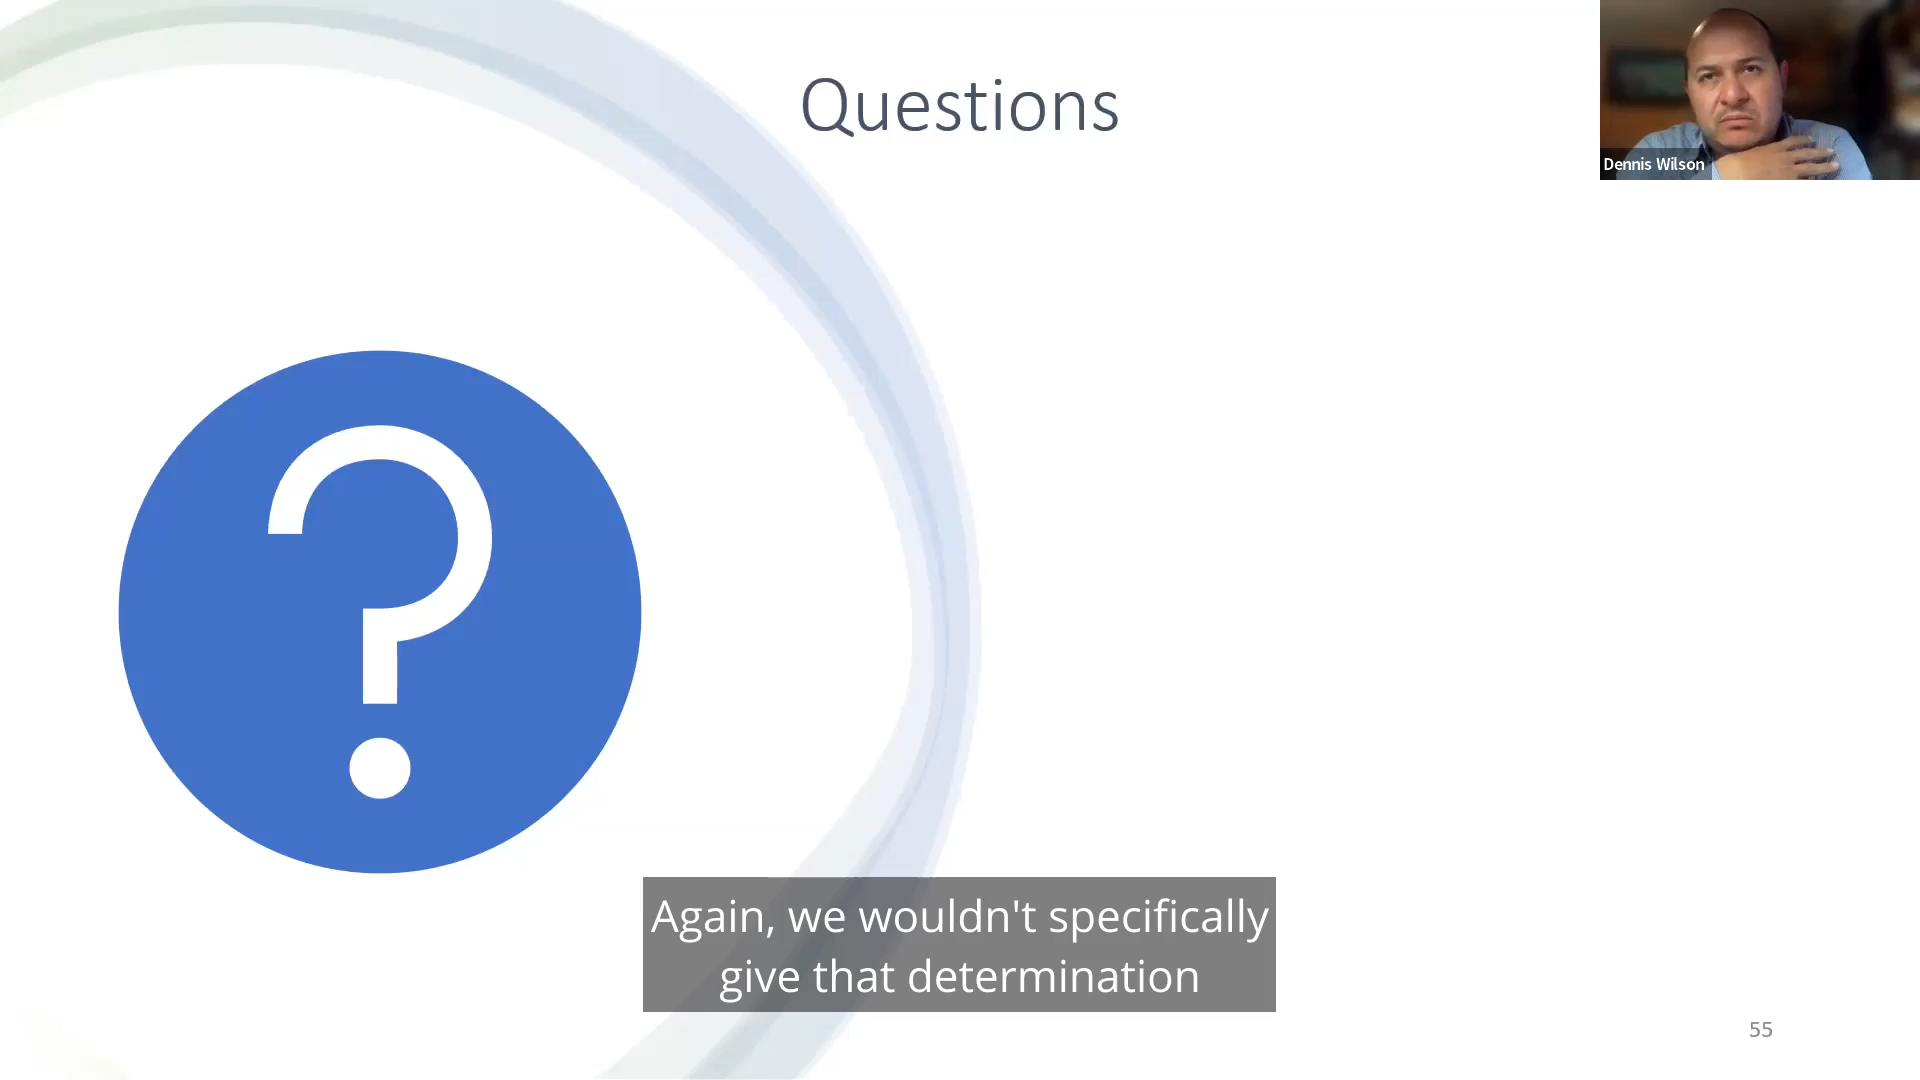 Questions
Dennis Wilson
Again, we wouldn't specifically
give that determination
55